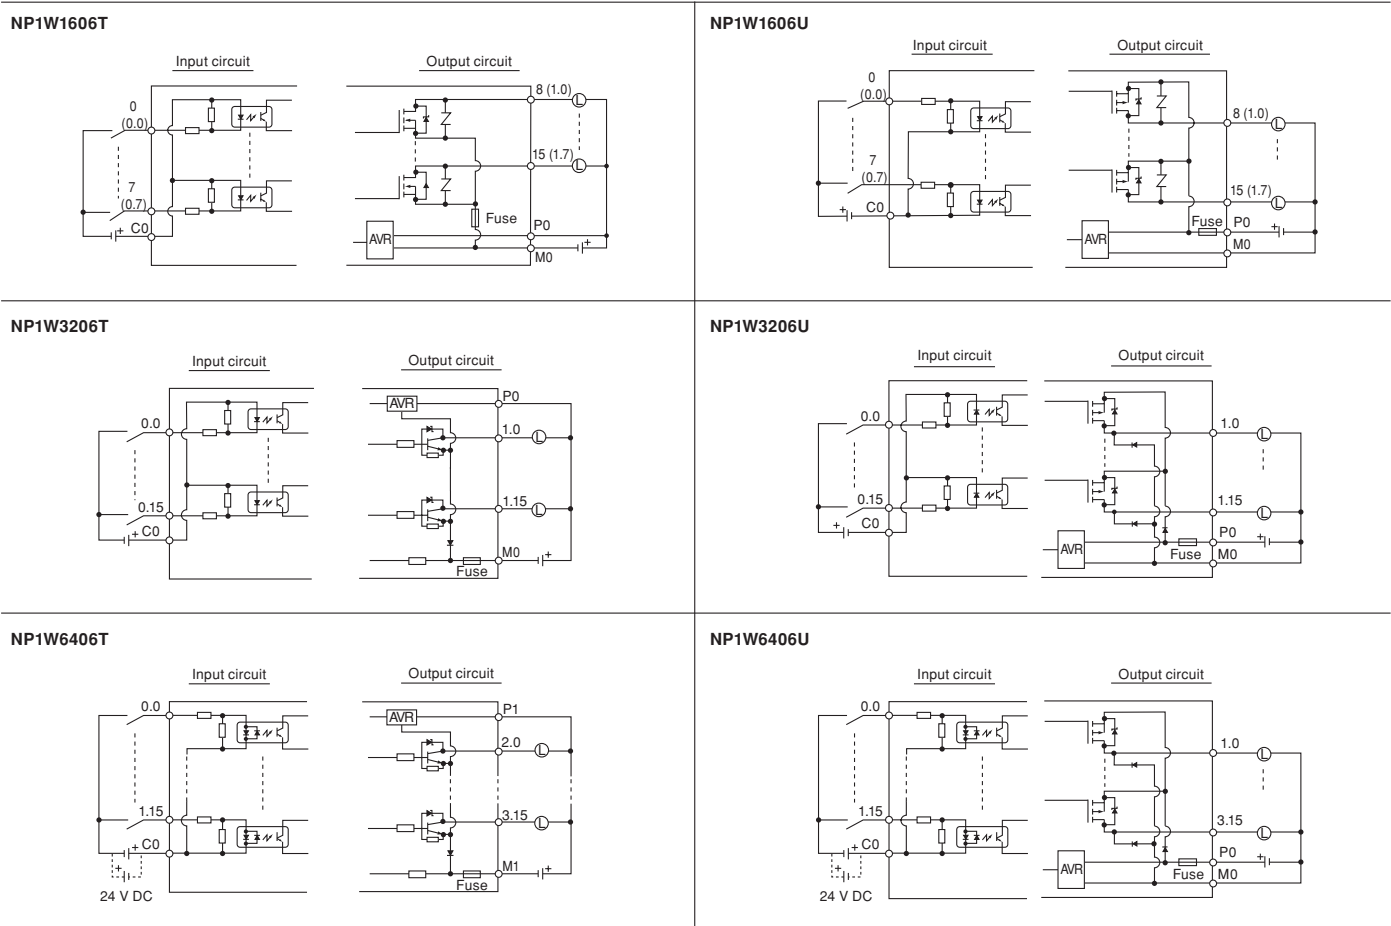 NP1W1606T
Input circuit
Output circuit
0
(0.0)
7
(0.7)
+ C0
8 (1.0)
L
15 (1.7)
L
Fuse
AVR
P0
+
M0
NP1W1606U
Input circuit
Output circuit
0
(0.0)
7
(0.7)
+ C0
8 (1.0)
L
15 (1.7)
L
Fuse
P0
AVR
+
M0
NP1W3206T
Input circuit
Output circuit
0.0
0.15
+ C0
AVR
P0
1.0
L
1.15
L
M0
+
Fuse
NP1W3206U
Input circuit
Output circuit
0.0
0.15
+ C0
1.0
L
1.15
L
P0
+
AVR
Fuse
M0
NP1W6406T
Input circuit
Output circuit
0.0
1.15
+ C0
+
24 V DC
AVR
P1
2.0
L
3.15
L
M1
+
Fuse
NP1W6406U
Input circuit
Output circuit
0.0
1.15
+ C0
+
24 V DC
1.0
L
3.15
L
P0
+
AVR
Fuse
M0